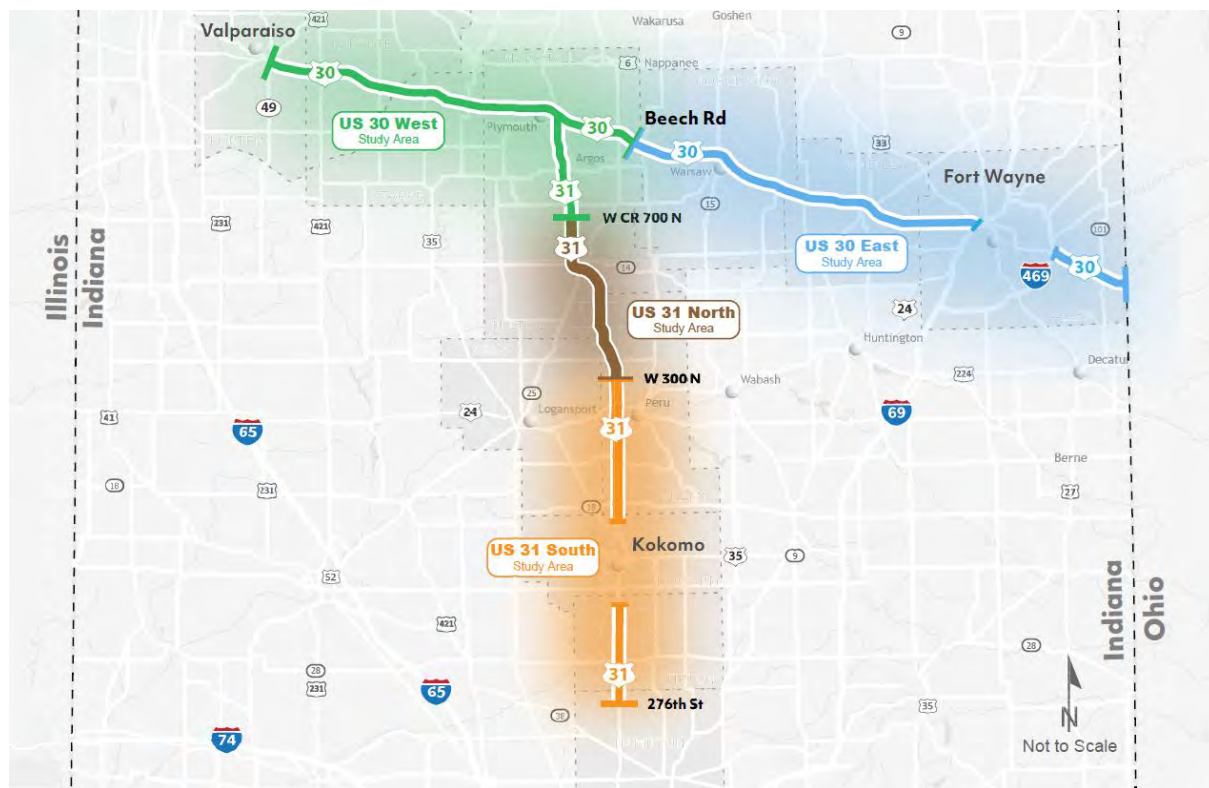 421
Wakarusa
Goshen
Valparaiso
9
6
Nappanee
30
49
US 30 West
Study Area
Plymouth
30
Beech Rd
30
33
Argos
Warsaw
Fort Wayne
31
15
W CR 700 N
231
421
35
31
14
US 30 East
Study Area
101
469
30
Illinois
Indiana
US 31 North
Study Area
24
Huntington
Decatur
W 300 N
224
25
Wabash
24
Logansport
Peru
41
65
31
69
Berne
18
231
27
18
US 31 South
Study Area
Kokomo
35
9
52
Indiana
Ohio
421
28
28
231
65
31
276th St
38
35
74
N
Not to Scale